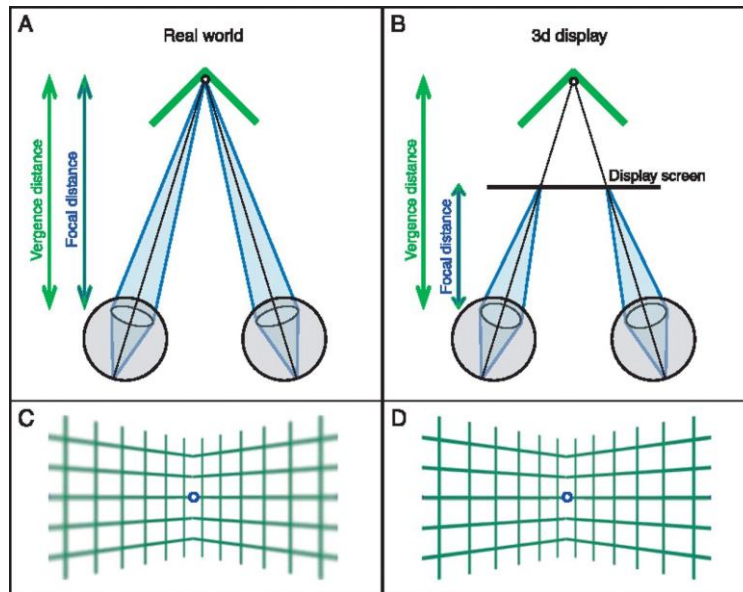 A
Real world
Vergence distance
Focal distance
B
3d display
Vergence distance
Focal distance
Display screen
C
D